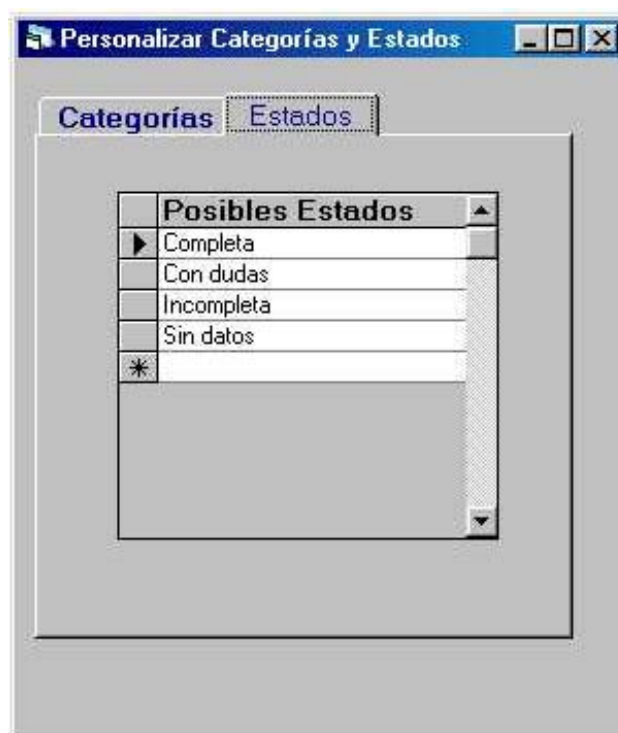 Personalizar Categorías y Estados
Categorías Estados
Posibles Estados
Completa
Con dudas
Incompleta
Sin datos